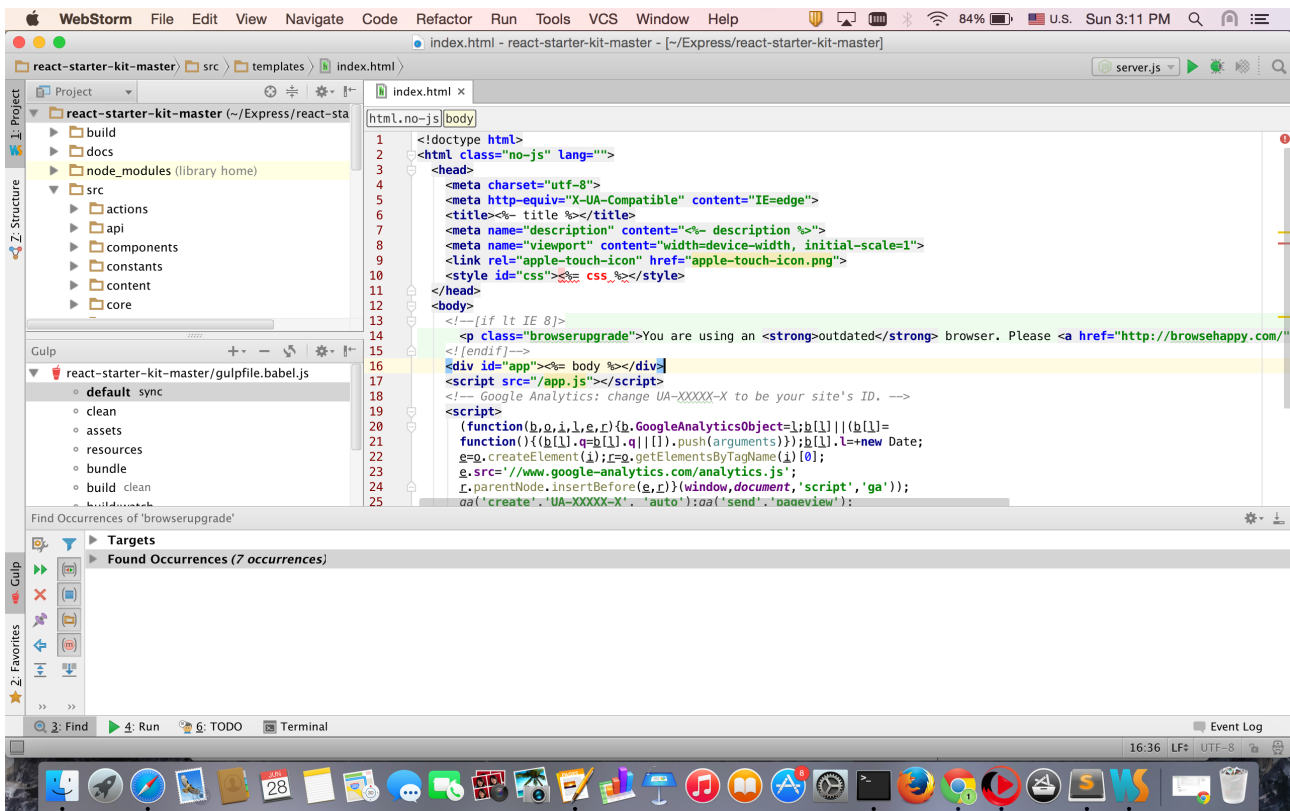 WebStorm File Edit View Navigate Code Refactor Run Tools VCS Window Help 84% U.S. Sun 3:11 PM
index.html - react-starter-kit-master - [~/Express/react-starter-kit-master]
react-starter-kit-master src templates index.html server.js
1: Project
Z: Structure
Project
react-starter-kit-master (~/Express/react-sta
build
docs
node_modules (library home)
src
actions
api
components
constants
content
core
Gulp
react-starter-kit-master/gulpfile.babel.js
default sync
clean
assets
resources
bundle
build clean
build:watch
index.html ×
html.no-js body
1 <!doctype html>
2 <html class="no-js" lang="">
3 <head>
4 <meta charset="utf-8">
5 <meta http-equiv="X-UA-Compatible" content="IE=edge">
6 <title><%- title %></title>
7 <meta name="description" content="<%- description %>">
8 <meta name="viewport" content="width=device-width, initial-scale=1">
9 <link rel="apple-touch-icon" href="apple-touch-icon.png">
10 <style id="css"><%= css %></style>
11 </head>
12 <body>
13 <!--[if lt IE 8]>
14 <p class="browserupgrade">You are using an <strong>outdated</strong> browser. Please <a href="http://browsehappy.com/"
15 <![endif]-->
16 <div id="app"><%= body %></div>
17 <script src="/app.js"></script>
18 <!-- Google Analytics: change UA-XXXXX-X to be your site's ID. -->
19 <script>
20 (function(b,o,i,l,e,r){b.GoogleAnalyticsObject=l;b[l]||(b[l]=
21 function(){(b[l].q=b[l].q||[]).push(arguments)});b[l].l=+new Date;
22 e=o.createElement(i);r=o.getElementsByTagName(i)[0];
23 e.src='//www.google-analytics.com/analytics.js';
24 r.parentNode.insertBefore(e,r)}(window,document,'script','ga'));
25 ga('create','UA-XXXXX-X', 'auto');ga('send','pageview');
Find Occurrences of 'browserupgrade'
Gulp
2: Favorites
Targets
Found Occurrences (7 occurrences)
3: Find 4: Run 6: TODO Terminal Event Log
16:36 LF UTF-8
JUN
28
8